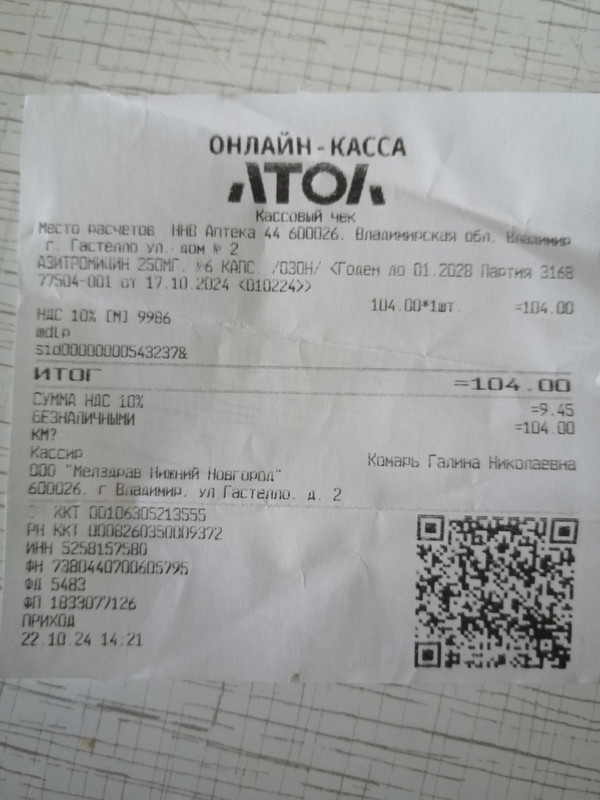 ОНЛАЙН-КАССА
АТОЛ
Кассовый чек
Место расчетов ННВ Аптека 44 600026. Владимирская обл. Владимир
г. Гастелло ул. дом № 2
АЗИТРОМИЦИН 250МГ. №6 КАПС. /ОЗОН/ <Годен до 01.2028 Партия 3168
77504-001 от 17.10.2024 <010224>>
104.00*1шт. =104.00
НДС 10% [М] 9986
mdlp
sid00000000543237&
ИТОГ =104.00
СУММА НДС 10% =9.45
БЕЗНАЛИЧНЫМИ =104.00
КМ?
Кассир Комарь Галина Николаевна
ООО "Мелздрав Нижний Новгород"
600026. г Владимир. ул Гастелло. д. 2
ККТ 00106305213555
РН ККТ 0008260350009372
ИНН 5258157580
ФН 7380440700605795
ФД 5483
ФП 1833077126
ПРИХОД
22.10.24 14:21